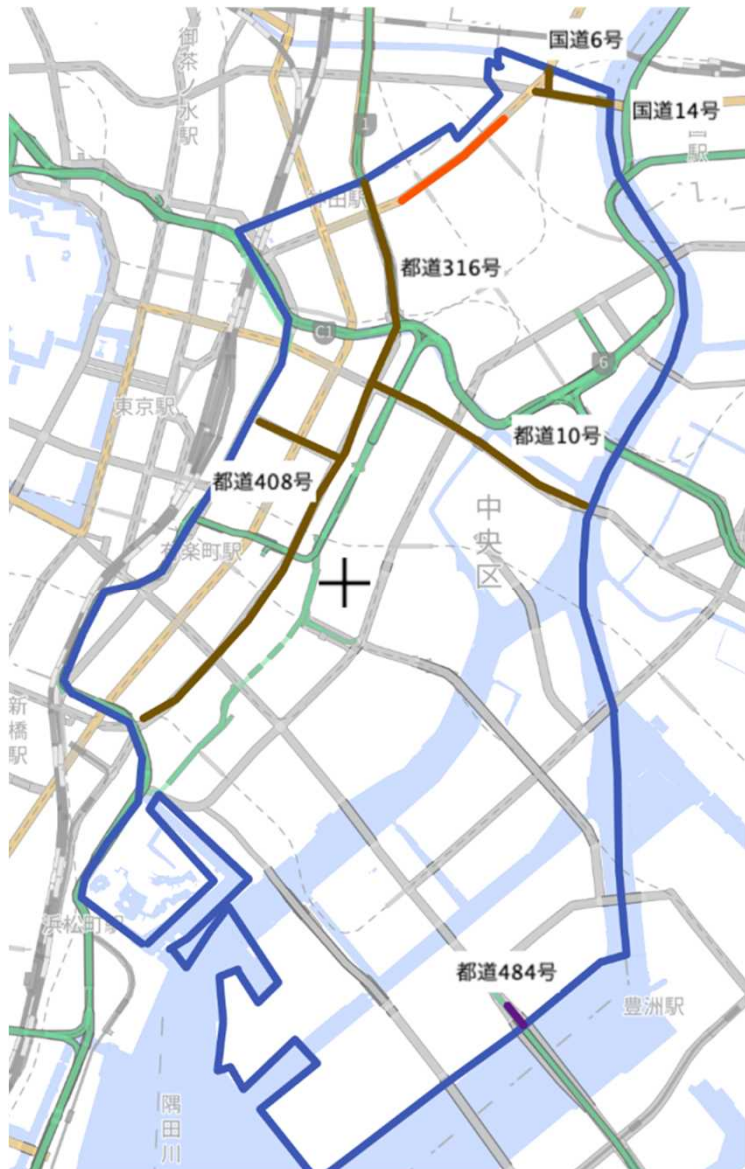 国道6号
御茶ノ水駅
国道14号
1
駅
都道316号
C1
6
東京駅
都道10号
都道408号
中央区
有楽町駅
新橋駅
浜松町駅
都道484号
豊洲駅
隅田川